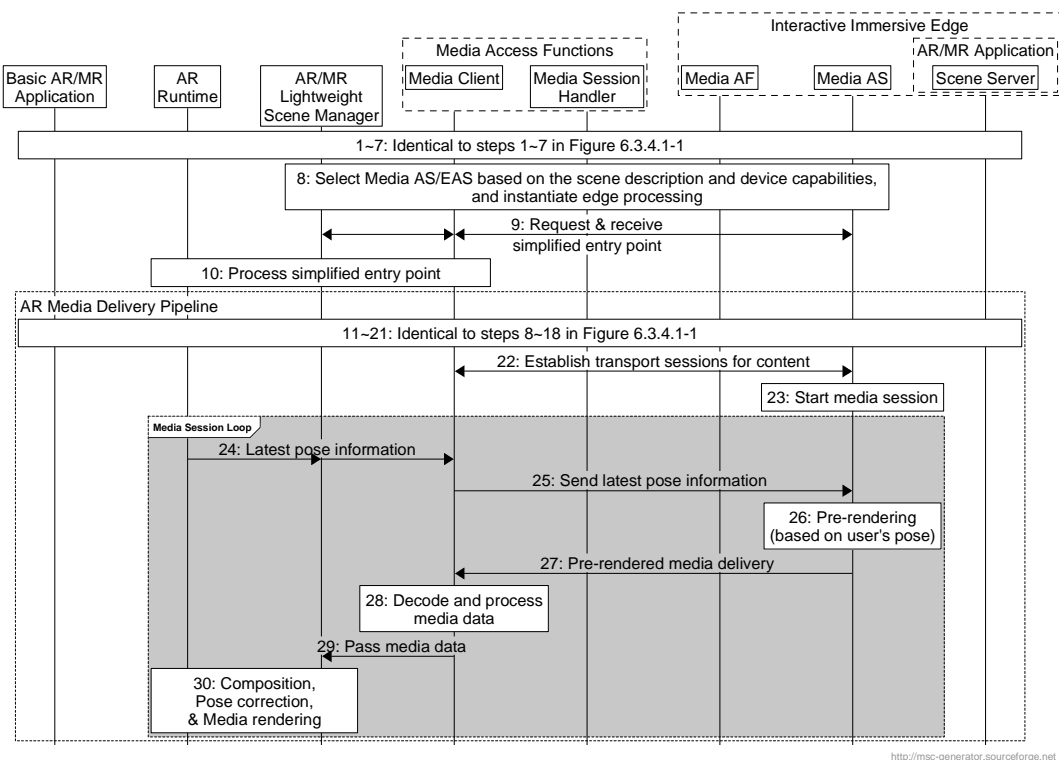 Interactive Immersive Edge
Media Access Functions
AR/MR Application
Basic AR/MR
Application
AR
Runtime
AR/MR
Lightweight
Scene Manager
Media Client
Media Session
Handler
Media AF
Media AS
Scene Server
1~7: Identical to steps 1~7 in Figure 6.3.4.1-1
8: Select Media AS/EAS based on the scene description and device capabilities,
and instantiate edge processing
9: Request & receive
simplified entry point
10: Process simplified entry point
AR Media Delivery Pipeline
11~21: Identical to steps 8~18 in Figure 6.3.4.1-1
22: Establish transport sessions for content
23: Start media session
Media Session Loop
24: Latest pose information
25: Send latest pose information
26: Pre-rendering
(based on user's pose)
27: Pre-rendered media delivery
28: Decode and process
media data
29: Pass media data
30: Composition,
Pose correction,
& Media rendering
http://msc-generator.sourceforge.net